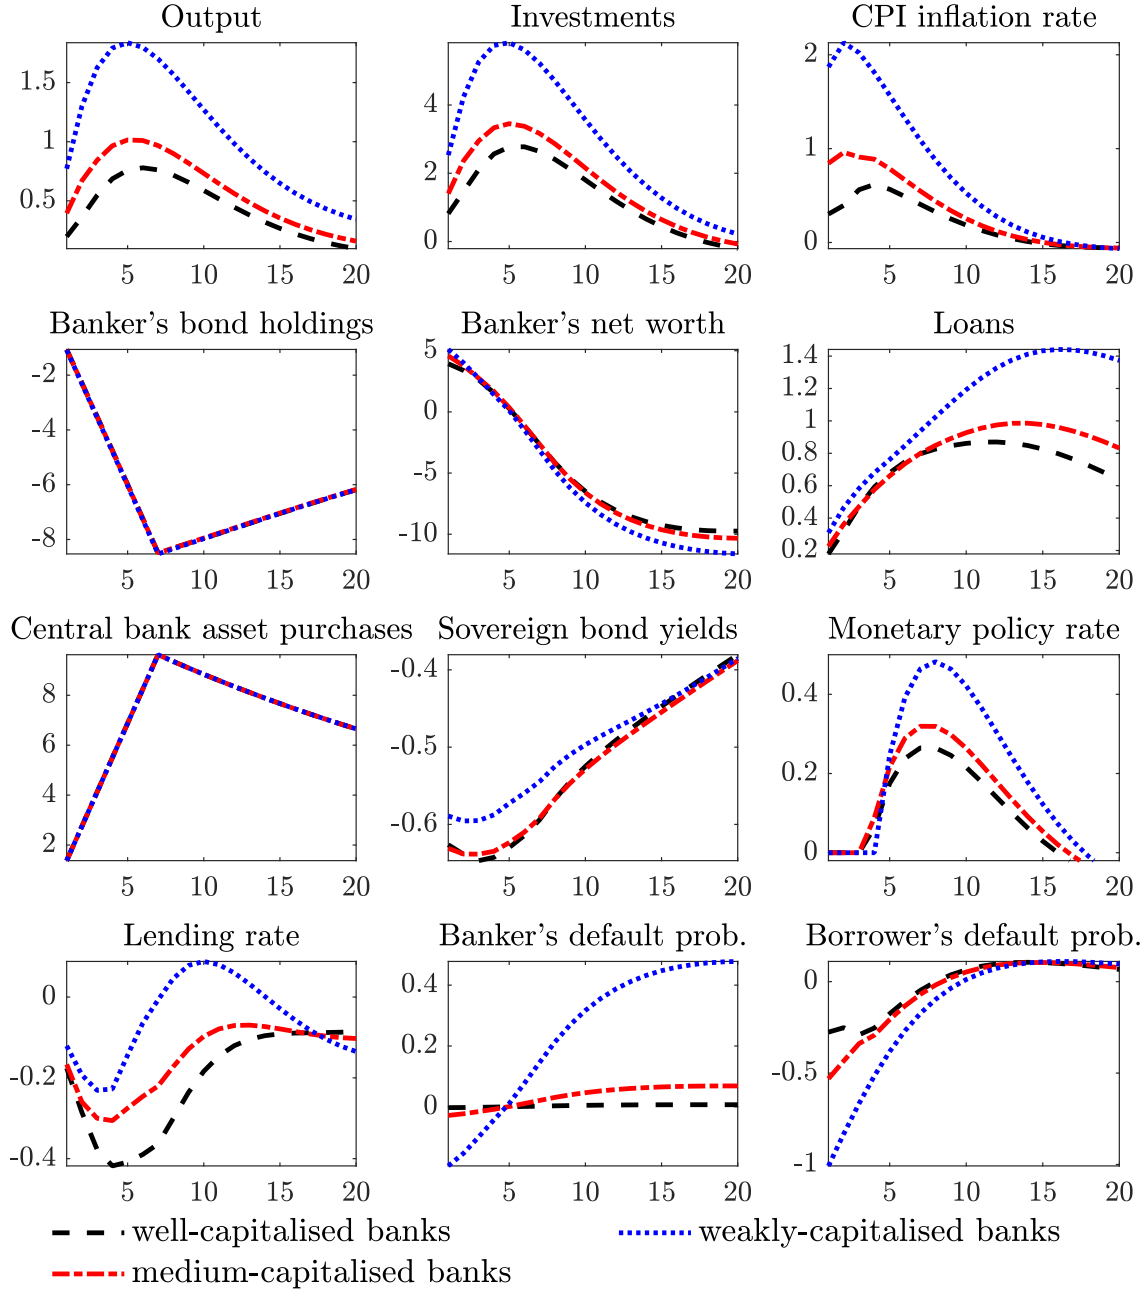 Output Investments CPI inflation rate
1.5 4 2
1 2 1
0.5 0 0
5 10 15 20 5 10 15 20 5 10 15 20
Banker's bond holdings Banker's net worth Loans
-2 5 1.4
-4 0 1.2
-6 -5 1
-8 -10 0.8
0.6
0.4
0.2
5 10 15 20 5 10 15 20 5 10 15 20
Central bank asset purchases Sovereign bond yields Monetary policy rate
8 -0.4 0.4
6 -0.5 0.2
4 -0.6 0
2
5 10 15 20 5 10 15 20 5 10 15 20
Lending rate Banker's default prob. Borrower's default prob.
0 0.4 0
-0.2 0.2 -0.5
-0.4 0 -1
5 10 15 20 5 10 15 20 5 10 15 20
well-capitalised banks weakly-capitalised banks
medium-capitalised banks